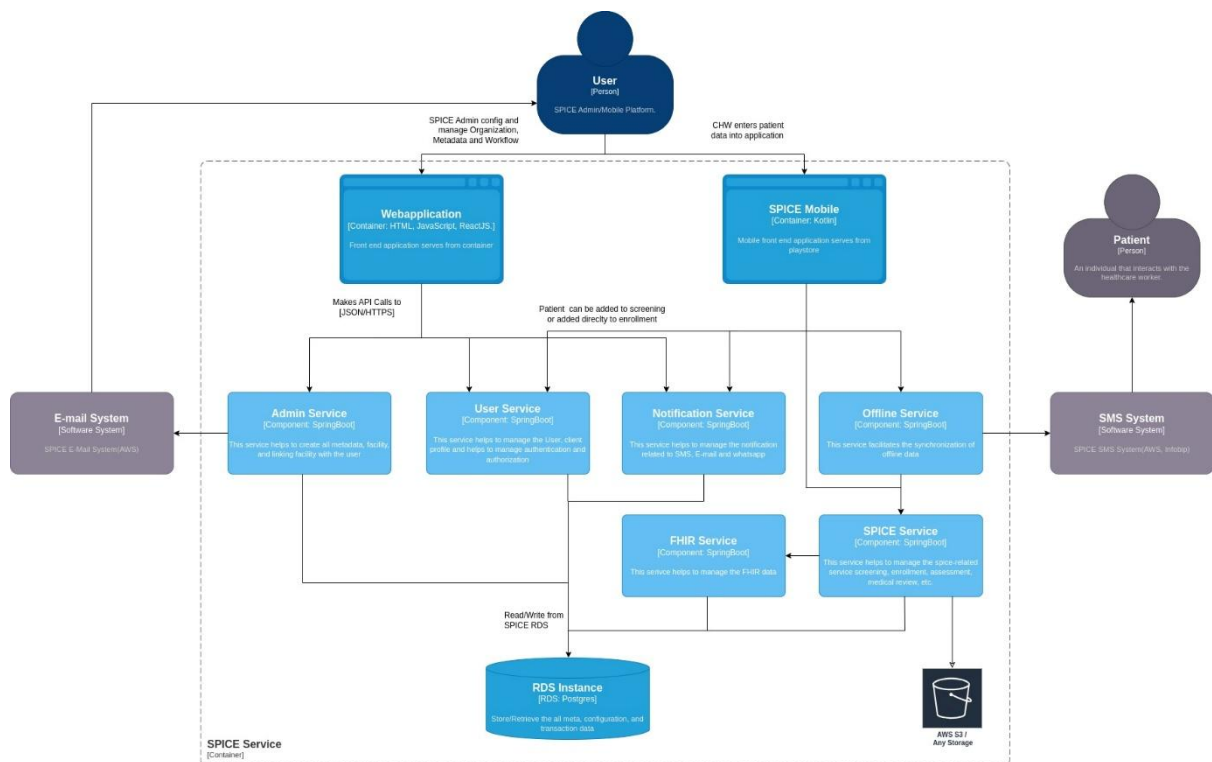 User
[Person]
SPICE Admin/Mobile Platform.
SPICE Admin config and
manage Organization,
Metadata and Workflow
CHW enters patient
data into application
Webapplication
[Container: HTML, JavaScript, ReactJS.]
Front end application serves from container
SPICE Mobile
[Container: Kotlin]
Mobile front end application serves from
playstore
Patient
[Person]
An individual that interacts with the
healthcare worker.
Makes API Calls to
[JSON/HTTPS]
Patient can be added to screening
or added direclty to enrollment
E-mail System
[Software System]
SPICE E-Mail System(AWS)
Admin Service
[Component: SpringBoot]
This service helps to create all metadata, facility,
and linking facility with the user
User Service
[Component: SpringBoot]
This service helps to manage the User, client
profile and helps to manage authentication and
authorization
Notification Service
[Component: SpringBoot]
This service helps to manage the notification
related to SMS, E-mail and whatsapp
Offline Service
[Component: SpringBoot]
This service facilitates the synchronization of
offline data
SMS System
[Software System]
SPICE SMS System(AWS, Infobip)
FHIR Service
[Component: SpringBoot]
This serivce helps to manage the FHIR data
SPICE Service
[Component: SpringBoot]
This service helps to manage the spice-related
service screening, enrollment, assessment,
medical review, etc.
Read/Write from
SPICE RDS
RDS Instance
[RDS: Postgres]
Store/Retrieve the all meta, configuration, and
transaction data
AWS S3 /
Any Storage
SPICE Service
[Container]